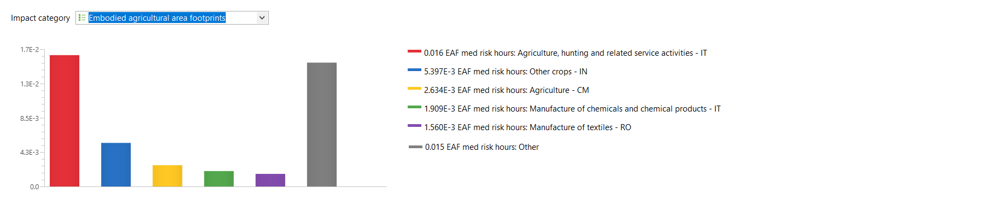 Impact category Embodied agricultural area footprints
1.7E-2
1.3E-2
8.5E-3
4.3E-3
0.0
0.016 EAF med risk hours: Agriculture, hunting and related service activities - IT
5.397E-3 EAF med risk hours: Other crops - IN
2.634E-3 EAF med risk hours: Agriculture - CM
1.909E-3 EAF med risk hours: Manufacture of chemicals and chemical products - IT
1.560E-3 EAF med risk hours: Manufacture of textiles - RO
0.015 EAF med risk hours: Other